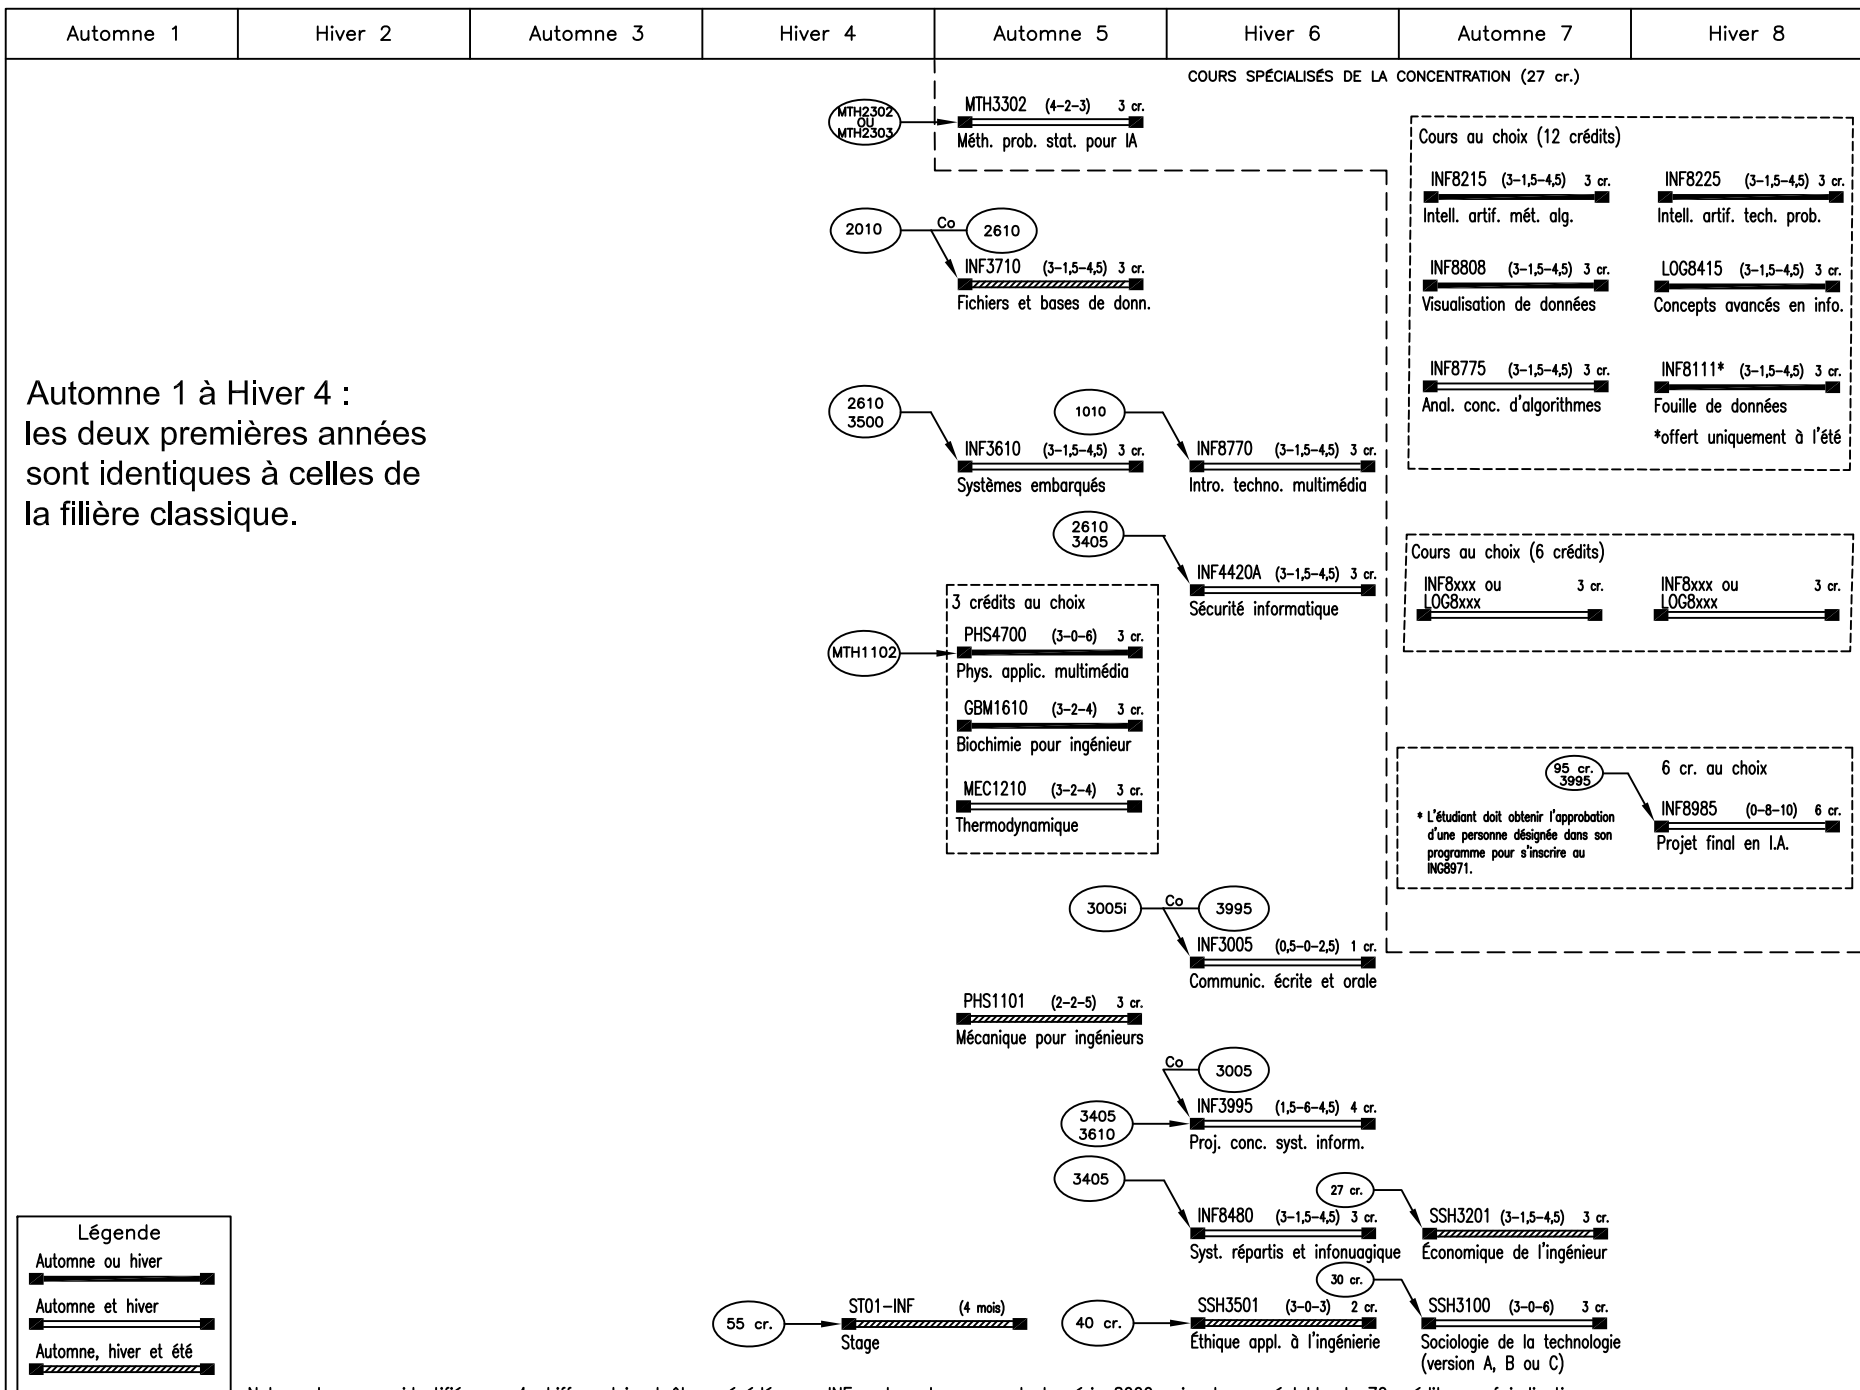 Automne 1
Hiver 2
Automne 3
Hiver 4
Automne 5
Hiver 6
Automne 7
Hiver 8
COURS SPÉCIALISÉS DE LA CONCENTRATION (27 cr.)
MTH2302
OU
MTH2303
MTH3302 (4-2-3) 3 cr.
Méth. prob. stat. pour IA
2010
Co
2610
INF3710 (3-1,5-4,5) 3 cr.
Fichiers et bases de donn.
Automne 1 à Hiver 4 :
les deux premières années
sont identiques à celles de
la filière classique.
2610
3500
INF3610 (3-1,5-4,5) 3 cr.
Systèmes embarqués
1010
INF8770 (3-1,5-4,5) 3 cr.
Intro. techno. multimédia
2610
3405
INF4420A (3-1,5-4,5) 3 cr.
Sécurité informatique
3 crédits au choix
MTH1102
PHS4700 (3-0-6) 3 cr.
Phys. applic. multimédia
GBM1610 (3-2-4) 3 cr.
Biochimie pour ingénieur
MEC1210 (3-2-4) 3 cr.
Thermodynamique
Cours au choix (12 crédits)
INF8215 (3-1,5-4,5) 3 cr.
Intell. artif. mét. alg.
INF8225 (3-1,5-4,5) 3 cr.
Intell. artif. tech. prob.
INF8808 (3-1,5-4,5) 3 cr.
Visualisation de données
LOG8415 (3-1,5-4,5) 3 cr.
Concepts avancés en info.
INF8775 (3-1,5-4,5) 3 cr.
Anal. conc. d'algorithmes
INF8111* (3-1,5-4,5) 3 cr.
Fouille de données
*offert uniquement à l'été
Cours au choix (6 crédits)
INF8xxx ou 3 cr.
LOG8xxx
INF8xxx ou 3 cr.
LOG8xxx
95 cr.
3995
6 cr. au choix
INF8985 (0-8-10) 6 cr.
Projet final en I.A.
* L'étudiant doit obtenir l'approbation
d'une personne désignée dans son
programme pour s'inscrire au
ING8971.
3005i
Co
3995
INF3005 (0,5-0-2,5) 1 cr.
Communic. écrite et orale
PHS1101 (2-2-5) 3 cr.
Mécanique pour ingénieurs
Co
3005
3405
3610
INF3995 (1,5-6-4,5) 4 cr.
Proj. conc. syst. inform.
3405
INF8480 (3-1,5-4,5) 3 cr.
Syst. répartis et infonuagique
27 cr.
SSH3201 (3-1,5-4,5) 3 cr.
Économique de l'ingénieur
55 cr.
ST01-INF (4 mois)
Stage
40 cr.
SSH3501 (3-0-3) 2 cr.
Éthique appl. à l'ingénierie
30 cr.
SSH3100 (3-0-6) 3 cr.
Sociologie de la technologie
(version A, B ou C)
Légende
Automne ou hiver
Automne et hiver
Automne, hiver et été